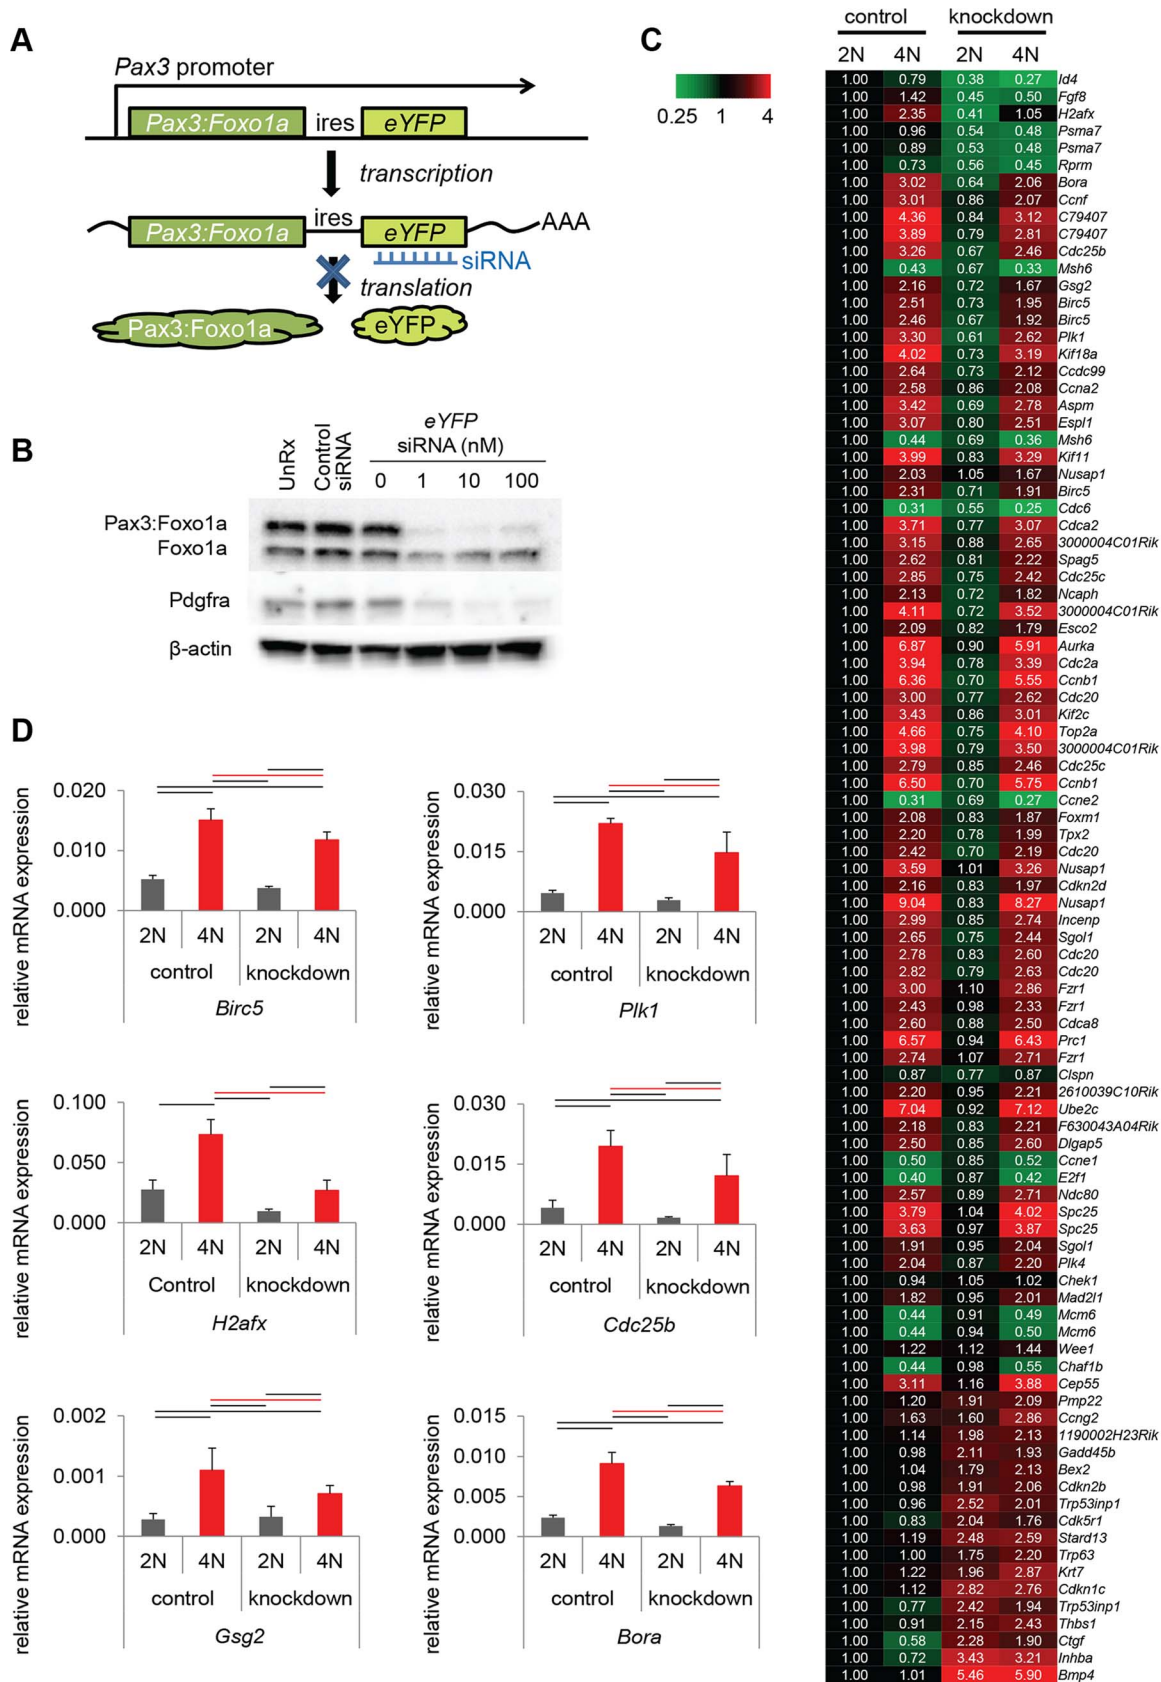 A
Pax3 promoter
Pax3:Foxo1a ires eYFP
transcription
Pax3:Foxo1a ires eYFP AAA
siRNA
translation
Pax3:Foxo1a eYFP
B
UnRx Control siRNA eYFP siRNA (nM)
0 1 10 100
Pax3:Foxo1a
Foxo1a
Pdgfra
β-actin
C
0.25 1 4
control knockdown
2N 4N 2N 4N
1.00 0.79 0.38 0.27 Id4
1.00 1.42 0.45 0.50 Fgf8
1.00 2.35 0.41 1.05 H2afx
1.00 0.96 0.54 0.48 Psma7
1.00 0.89 0.53 0.48 Psma7
1.00 0.73 0.56 0.45 Rprm
1.00 3.02 0.64 2.06 Bora
1.00 3.01 0.86 2.07 Ccnf
1.00 4.36 0.84 3.12 C79407
1.00 3.89 0.79 2.81 C79407
1.00 3.26 0.67 2.46 Cdc25b
1.00 0.43 0.67 0.33 Msh6
1.00 2.16 0.72 1.67 Gsg2
1.00 2.51 0.73 1.95 Birc5
1.00 2.46 0.67 1.92 Birc5
1.00 3.30 0.61 2.62 Plk1
1.00 4.02 0.73 3.19 Kif18a
1.00 2.64 0.73 2.12 Ccdc99
1.00 2.58 0.86 2.08 Ccna2
1.00 3.42 0.69 2.78 Aspm
1.00 3.07 0.80 2.51 Espl1
1.00 0.44 0.69 0.36 Msh6
1.00 3.99 0.83 3.29 Kif11
1.00 2.03 1.05 1.67 Nusap1
1.00 2.31 0.71 1.91 Birc5
1.00 0.31 0.55 0.25 Cdc6
1.00 3.71 0.77 3.07 Cdca2
1.00 3.15 0.88 2.65 3000004C01Rik
1.00 2.62 0.81 2.22 Spag5
1.00 2.85 0.75 2.42 Cdc25c
1.00 2.13 0.72 1.82 Ncaph
1.00 4.11 0.72 3.52 3000004C01Rik
1.00 2.09 0.82 1.79 Esco2
1.00 6.87 0.90 5.91 Aurka
1.00 3.94 0.78 3.39 Cdc2a
1.00 6.36 0.70 5.55 Ccnb1
1.00 3.00 0.77 2.62 Cdc20
1.00 3.43 0.86 3.01 Kif2c
1.00 4.66 0.75 4.10 Top2a
1.00 3.98 0.79 3.50 3000004C01Rik
1.00 2.79 0.85 2.46 Cdc25c
1.00 6.50 0.70 5.75 Ccnb1
1.00 0.31 0.69 0.27 Ccne2
1.00 2.08 0.83 1.87 Foxm1
1.00 2.20 0.78 1.99 Tpx2
1.00 2.42 0.70 2.19 Cdc20
1.00 3.59 1.01 3.26 Nusap1
1.00 2.16 0.83 1.97 Cdkn2d
1.00 9.04 0.83 8.27 Nusap1
1.00 2.99 0.85 2.74 Incenp
1.00 2.65 0.75 2.44 Sgol1
1.00 2.78 0.83 2.60 Cdc20
1.00 2.82 0.79 2.63 Cdc20
1.00 3.00 1.10 2.86 Fzr1
1.00 2.43 0.98 2.33 Fzr1
1.00 2.60 0.88 2.50 Cdca8
1.00 6.57 0.94 6.43 Prc1
1.00 2.74 1.07 2.71 Fzr1
1.00 0.87 0.77 0.87 Clspn
1.00 2.20 0.95 2.21 2610039C10Rik
1.00 7.04 0.92 7.12 Ube2c
1.00 2.18 0.83 2.21 F630043A04Rik
1.00 2.50 0.85 2.60 Dlgap5
1.00 0.50 0.85 0.52 Ccne1
1.00 0.40 0.87 0.42 E2f1
1.00 2.57 0.89 2.71 Ndc80
1.00 3.79 1.04 4.02 Spc25
1.00 3.63 0.97 3.87 Spc25
1.00 1.91 0.95 2.04 Sgol1
1.00 2.04 0.87 2.20 Plk4
1.00 0.94 1.05 1.02 Chek1
1.00 1.82 0.95 2.01 Mad2l1
1.00 0.44 0.91 0.49 Mcm6
1.00 0.44 0.94 0.50 Mcm6
1.00 1.22 1.12 1.44 Wee1
1.00 0.44 0.98 0.55 Chaf1b
1.00 3.11 1.16 3.88 Cep55
1.00 1.20 1.91 2.09 Pmp22
1.00 1.63 1.60 2.86 Ccng2
1.00 1.14 1.98 2.13 1190002H23Rik
1.00 0.98 2.11 1.93 Gadd45b
1.00 1.04 1.79 2.13 Bex2
1.00 0.98 1.91 2.06 Cdkn2b
1.00 0.96 2.52 2.01 Trp53inp1
1.00 0.83 2.04 1.76 Cdk5r1
1.00 1.19 2.48 2.59 Stard13
1.00 1.00 1.75 2.20 Trp63
1.00 1.22 1.96 2.87 Krt7
1.00 1.12 2.82 2.76 Cdkn1c
1.00 0.77 2.42 1.94 Trp53inp1
1.00 0.91 2.15 2.43 Thbs1
1.00 0.58 2.28 1.90 Ctgf
1.00 0.72 3.43 3.21 Inhba
1.00 1.01 5.46 5.90 Bmp4
D
relative mRNA expression
0.020
0.010
0.000
2N 4N 2N 4N
control knockdown
Birc5
relative mRNA expression
0.030
0.015
0.000
2N 4N 2N 4N
control knockdown
Plk1
relative mRNA expression
0.100
0.050
0.000
2N 4N 2N 4N
Control knockdown
H2afx
relative mRNA expression
0.030
0.015
0.000
2N 4N 2N 4N
control knockdown
Cdc25b
relative mRNA expression
0.002
0.001
0.000
2N 4N 2N 4N
control knockdown
Gsg2
relative mRNA expression
0.015
0.010
0.005
0.000
2N 4N 2N 4N
control knockdown
Bora